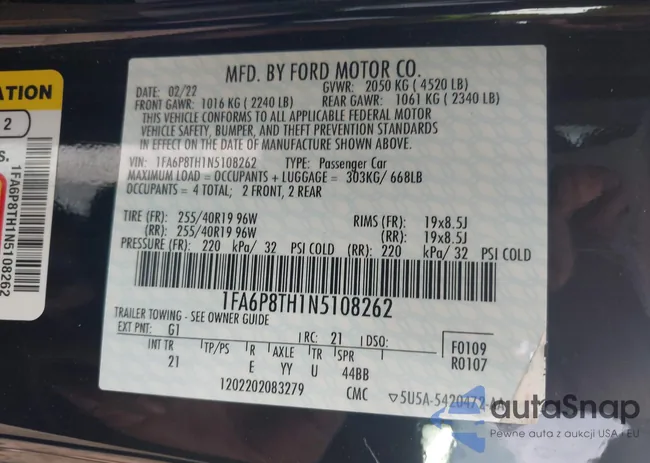 ATION
2
S.
1FA6P8TH1N5108262
MFD. BY FORD MOTOR CO.
DATE: 02/22 GVWR: 2050 KG ( 4520 LB)
FRONT GAWR: 1016 KG ( 2240 LB) REAR GAWR: 1061 KG ( 2340 LB)
THIS VEHICLE CONFORMS TO ALL APPLICABLE FEDERAL MOTOR
VEHICLE SAFETY, BUMPER, AND THEFT PREVENTION STANDARDS
IN EFFECT ON THE DATE OF MANUFACTURE SHOWN ABOVE.
VIN: 1FA6P8TH1N5108262 TYPE: Passenger Car
MAXIMUM LOAD = OCCUPANTS + LUGGAGE = 303KG/ 668LB
OCCUPANTS = 4 TOTAL; 2 FRONT, 2 REAR
TIRE (FR): 255/40R19 96W RIMS (FR): 19x8.5J
(RR): 255/40R19 96W (RR): 19x8.5J
PRESSURE (FR): 220 kPa/ 32 PSI COLD (RR): 220 kPa/ 32 PSI COLD
1FA6P8TH1N5108262
TRAILER TOWING - SEE OWNER GUIDE
EXT PNT: G1 RC: 21 DSO: F0109
INT TR TP/PS R AXLE TR SPR R0107
21 E YY U 44BB
1202202083279 CMC 5U5A-5420472-AA
autoSnap
Pewne auta z aukcji USA i EU